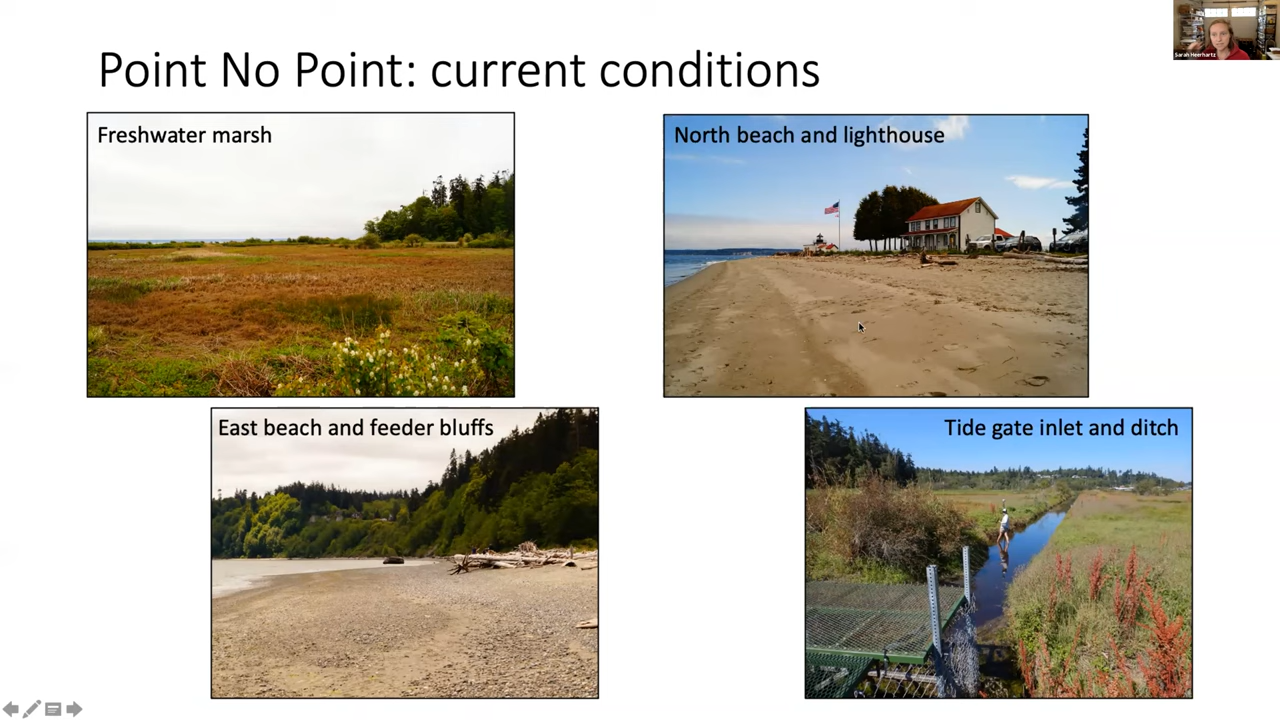 Point No Point: current conditions
Sarah Heerhartz
Freshwater marsh
North beach and lighthouse
East beach and feeder bluffs
Tide gate inlet and ditch